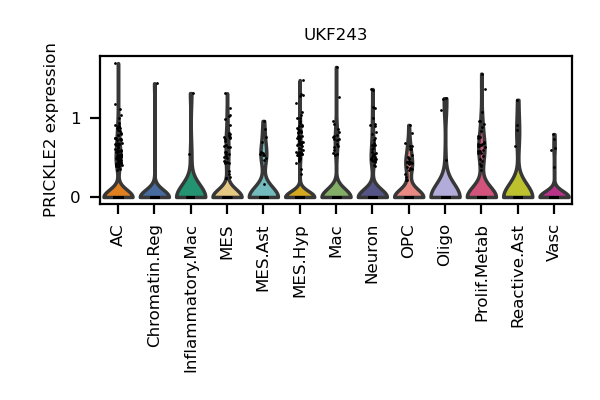 UKF243
PRICKLE2 expression
1
0
AC
Chromatin.Reg
Inflammatory.Mac
MES
MES.Ast
MES.Hyp
Mac
Neuron
OPC
Oligo
Prolif.Metab
Reactive.Ast
Vasc